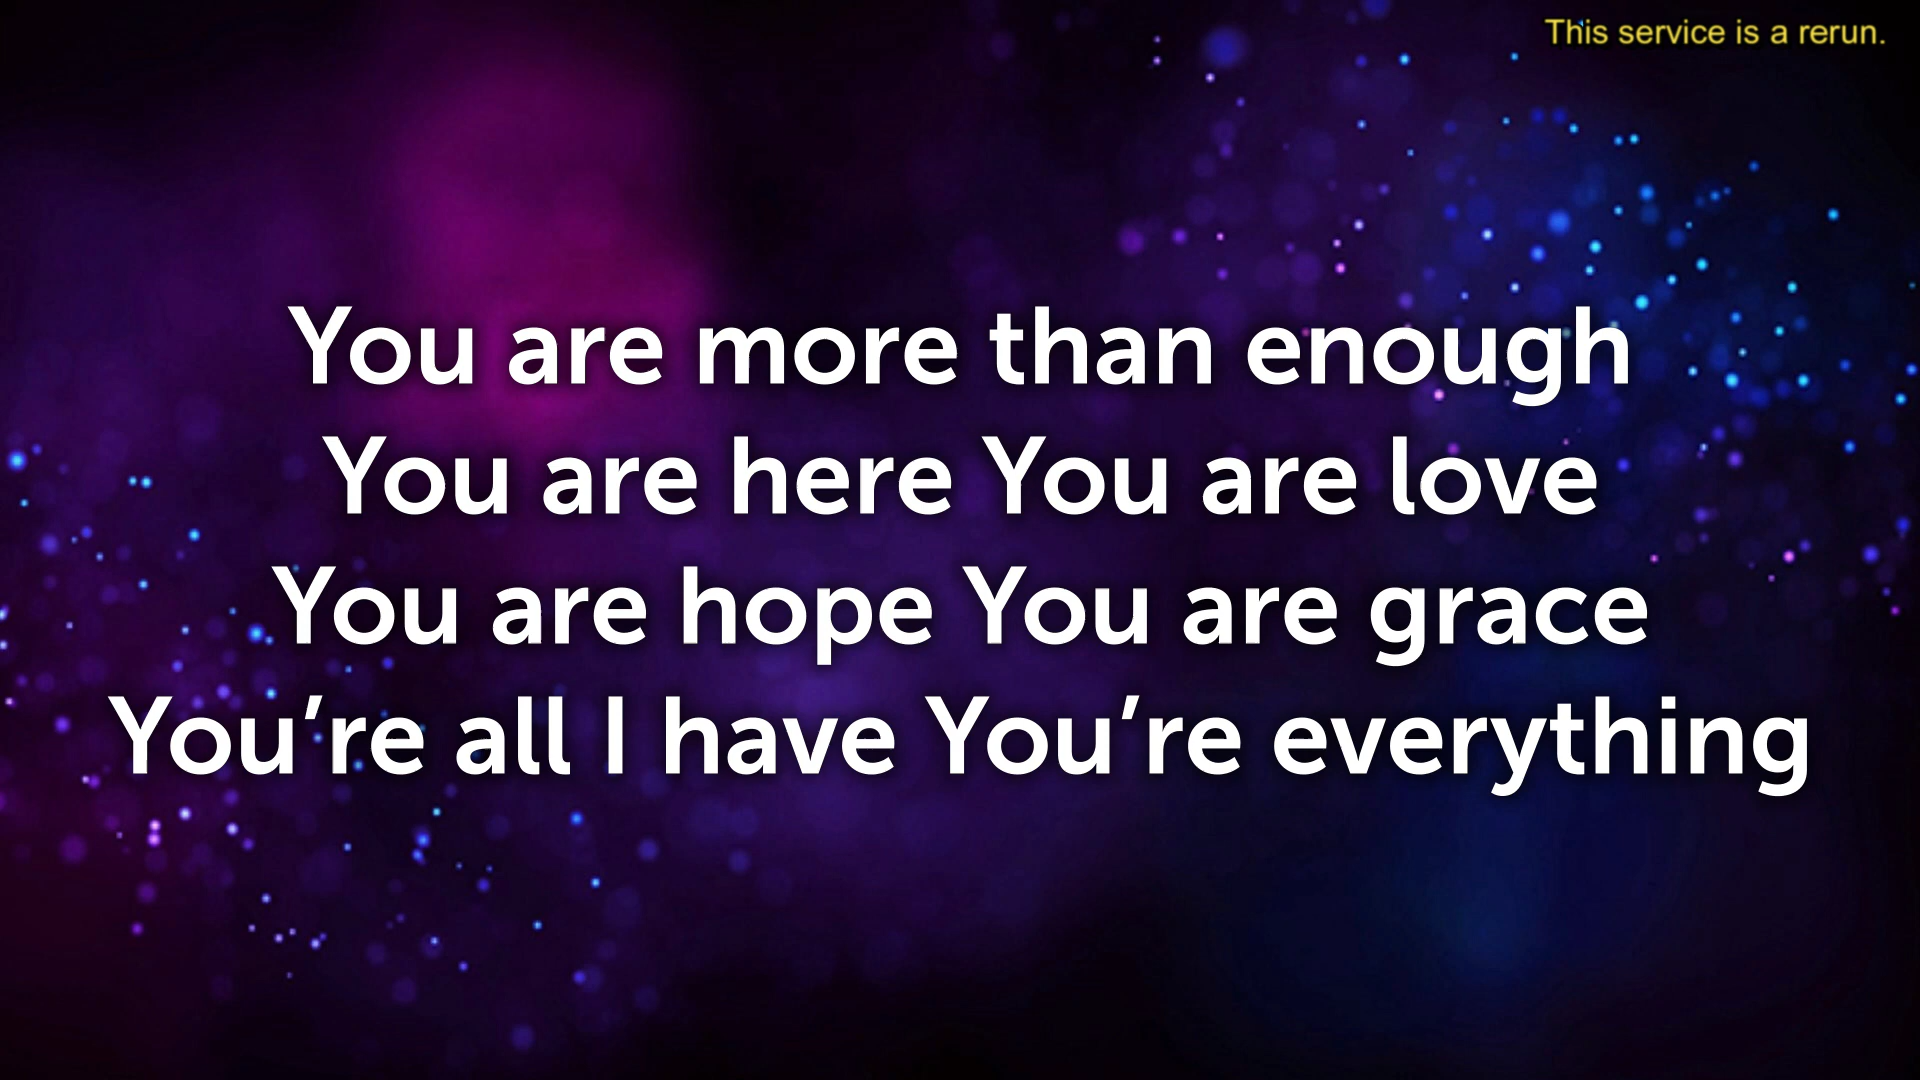 This service is a rerun.
You are more than enough
You are here You are love
You are hope You are grace
You’re all I have You’re everything